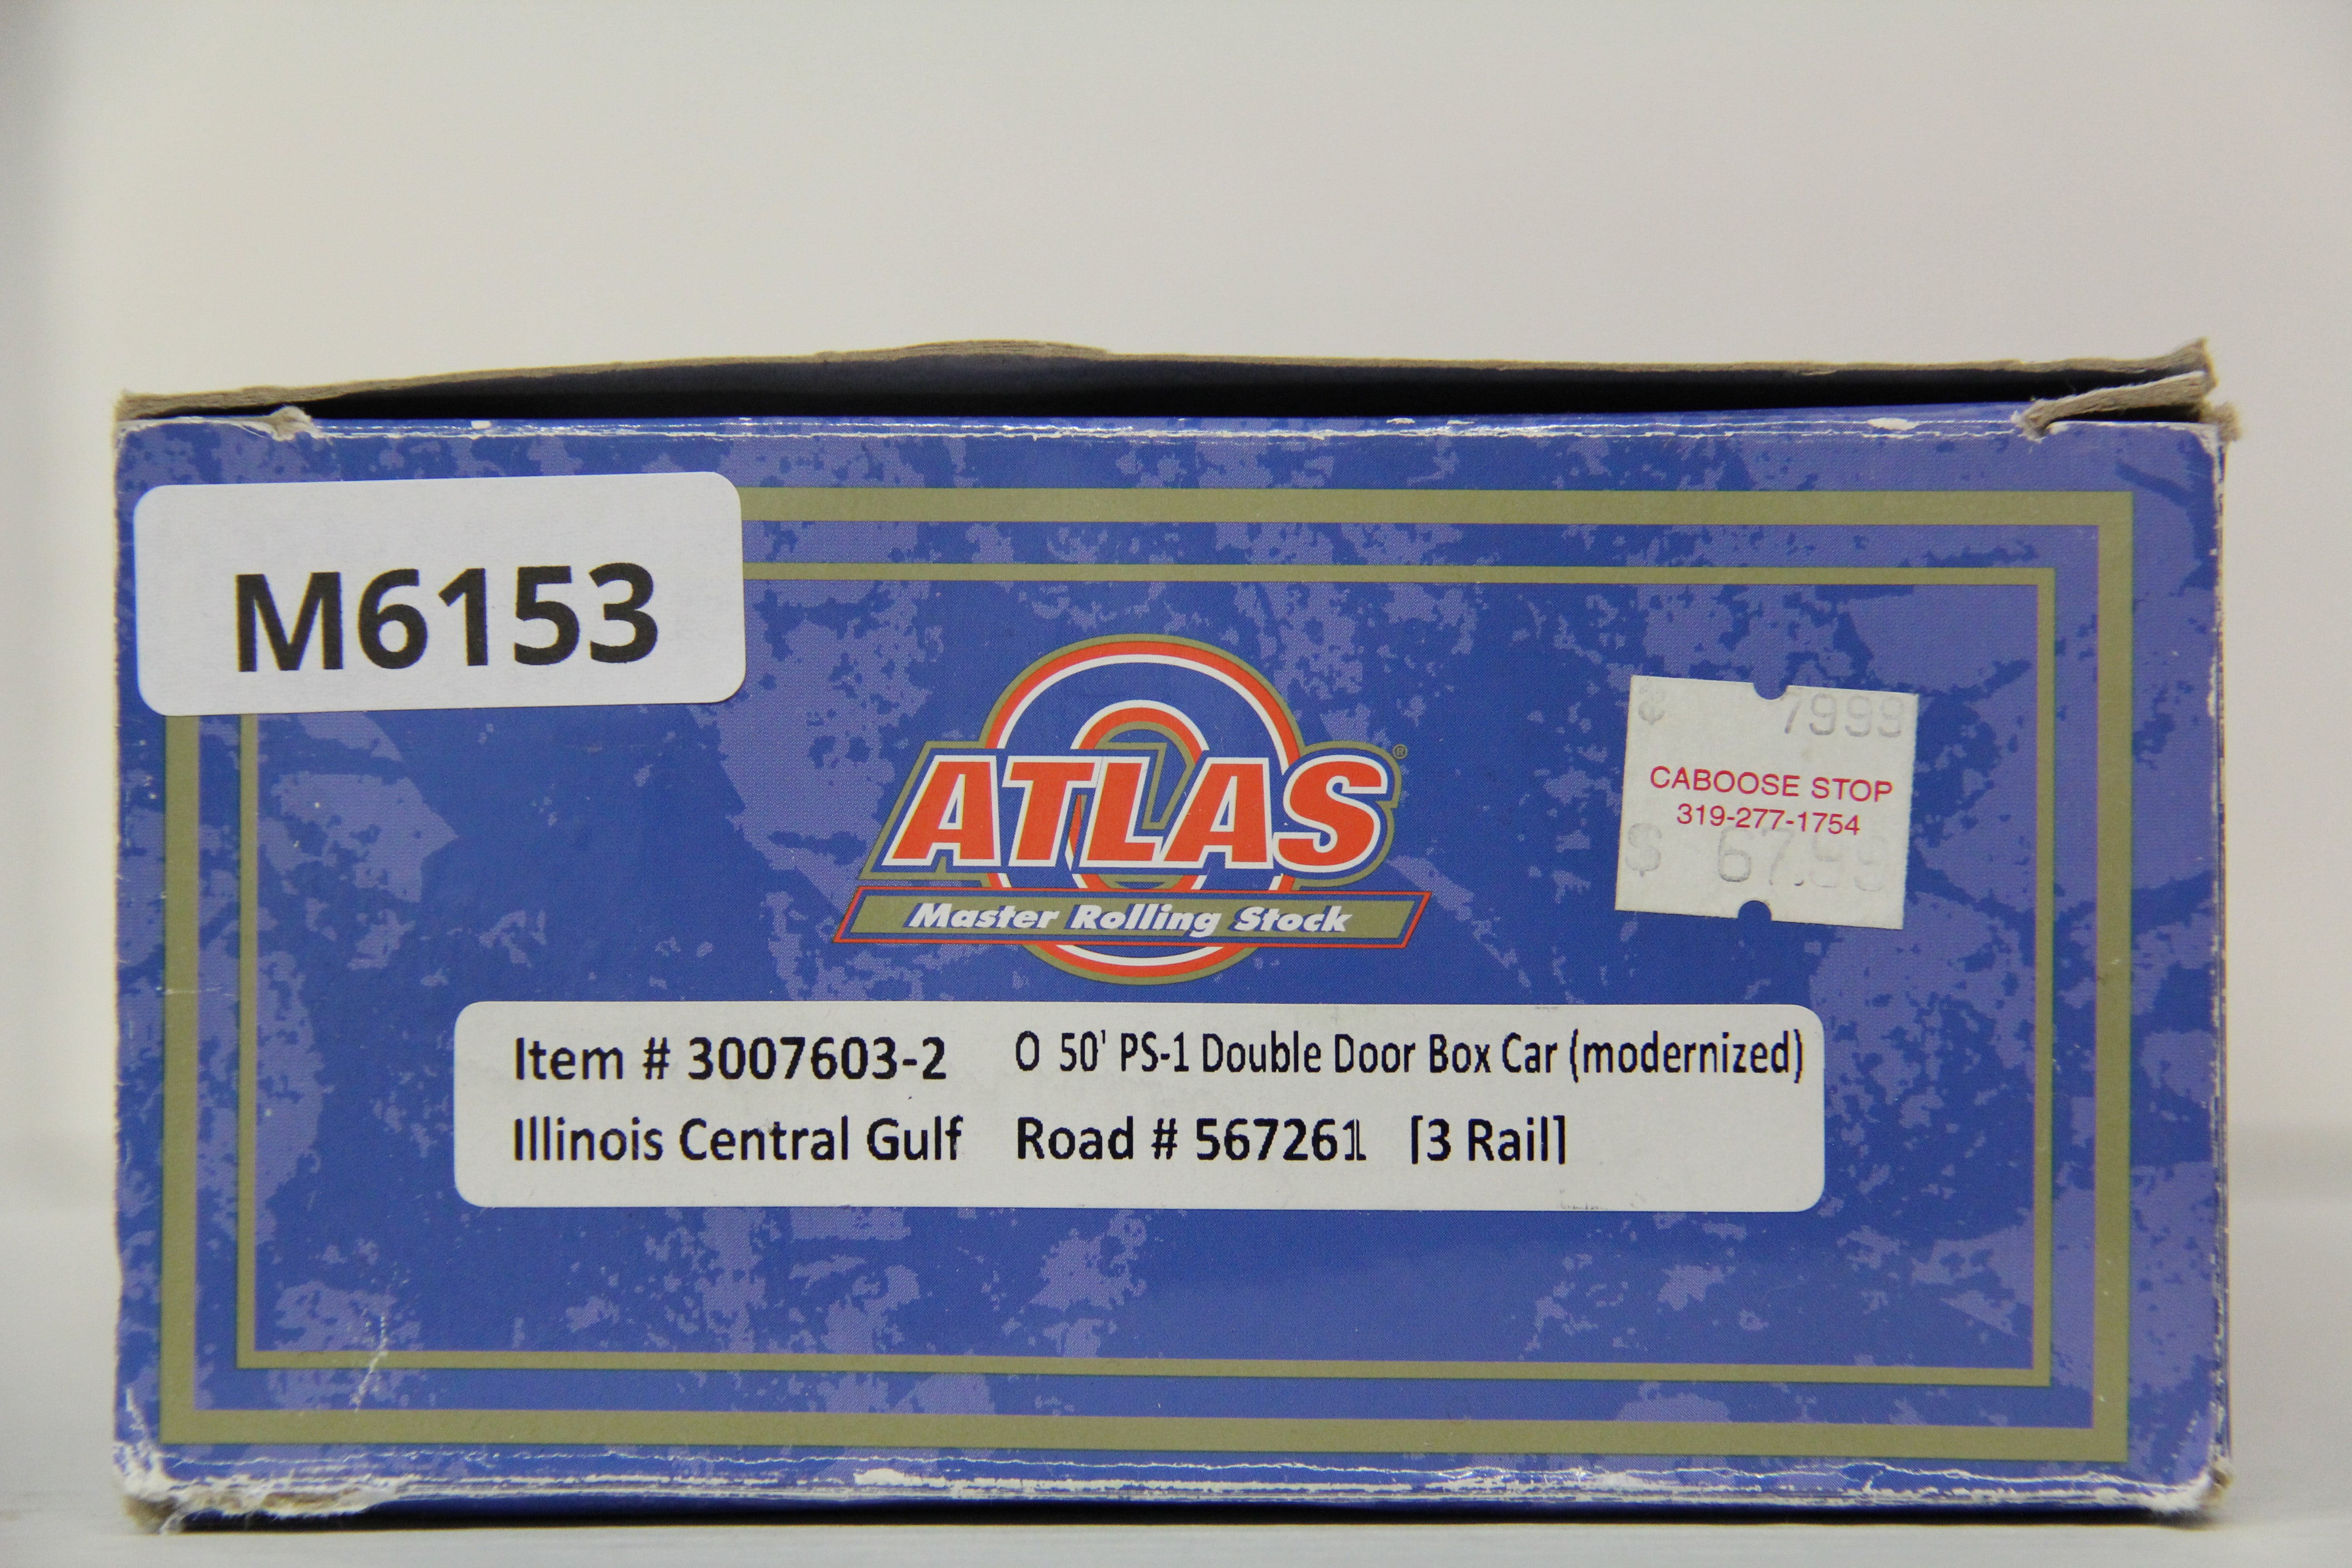 M6153
ATLAS®
Master Rolling Stock
$ 7999
CABOOSE STOP
319-277-1754
$ 67.99
Item # 3007603-2 O 50' PS-1 Double Door Box Car (modernized)
Illinois Central Gulf Road # 567261 [3 Rail]